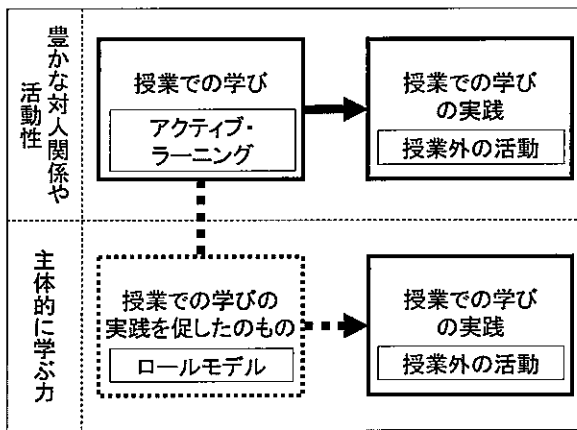 豊かな対人関係や
活動性
授業での学び
アクティブ・
ラーニング
授業での学び
の実践
授業外の活動
主体的に学ぶ力
授業での学びの
実践を促したのもの
ロールモデル
授業での学び
の実践
授業外の活動